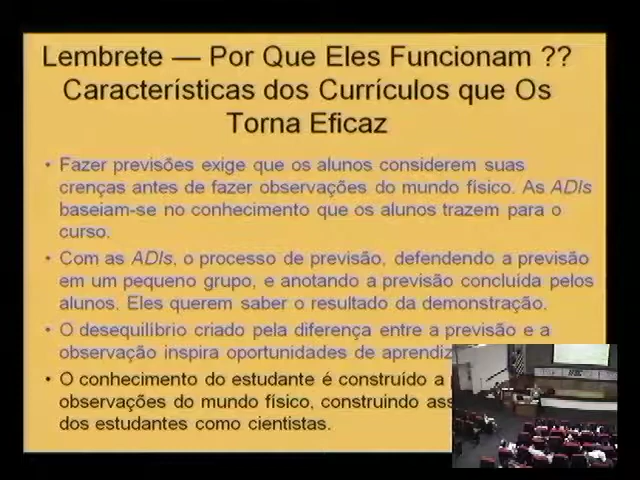 Lembrete — Por Que Eles Funcionam ??
Características dos Currículos que Os
Torna Eficaz
• Fazer previsões exige que os alunos considerem suas
crenças antes de fazer observações do mundo físico. As ADIs
baseiam-se no conhecimento que os alunos trazem para o
curso.
• Com as ADIs, o processo de previsão, defendendo a previsão
em um pequeno grupo, e anotando a previsão concluída pelos
alunos. Eles querem saber o resultado da demonstração.
• O desequilíbrio criado pela diferença entre a previsão e a
observação inspira oportunidades de aprendiz
• O conhecimento do estudante é construído a
observações do mundo físico, construindo ass
dos estudantes como cientistas.